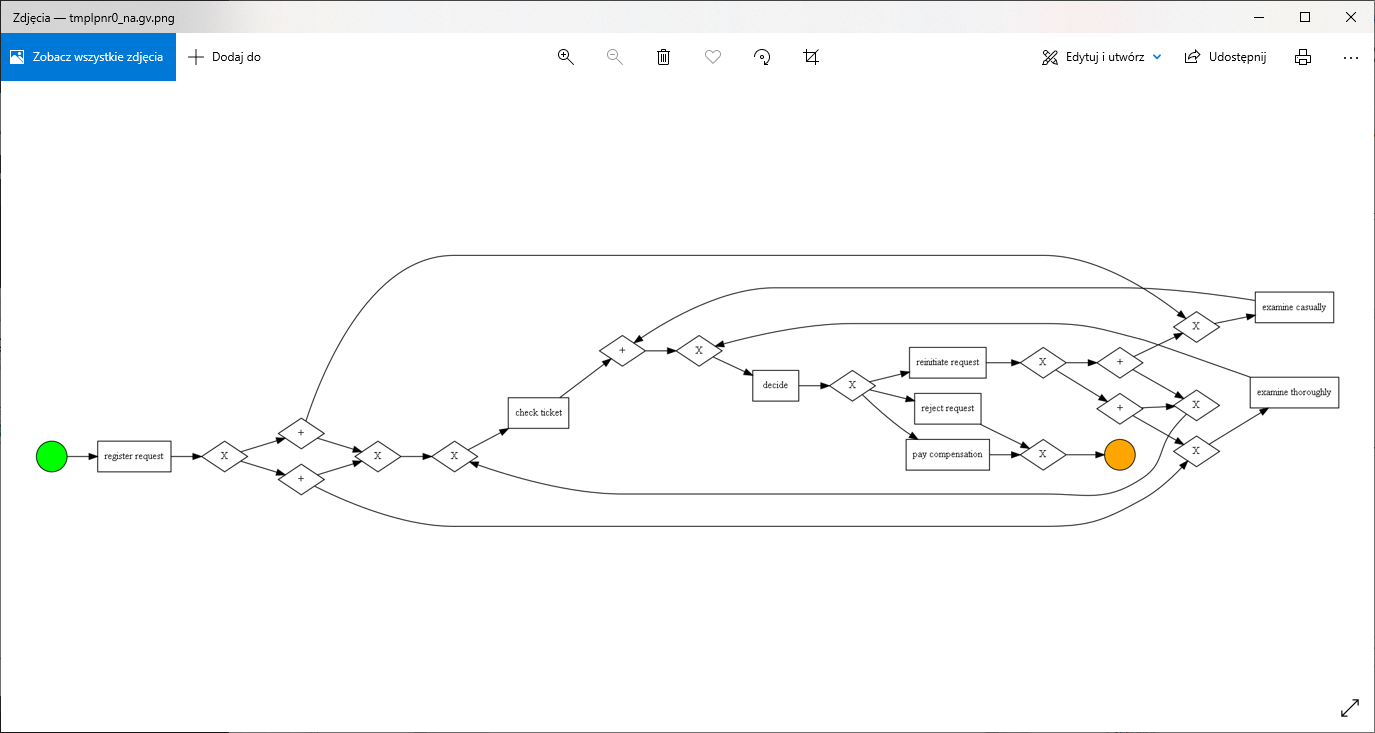 Zdjęcia — tmplpnr0_na.gv.png
Zobacz wszystkie zdjęcia
Dodaj do
Edytuj i utwórz
Udostępnij
register request
X
+
+
X
X
check ticket
+
X
decide
X
reinitiate request
reject request
pay compensation
X
X
+
+
X
X
X
examine casually
examine thoroughly